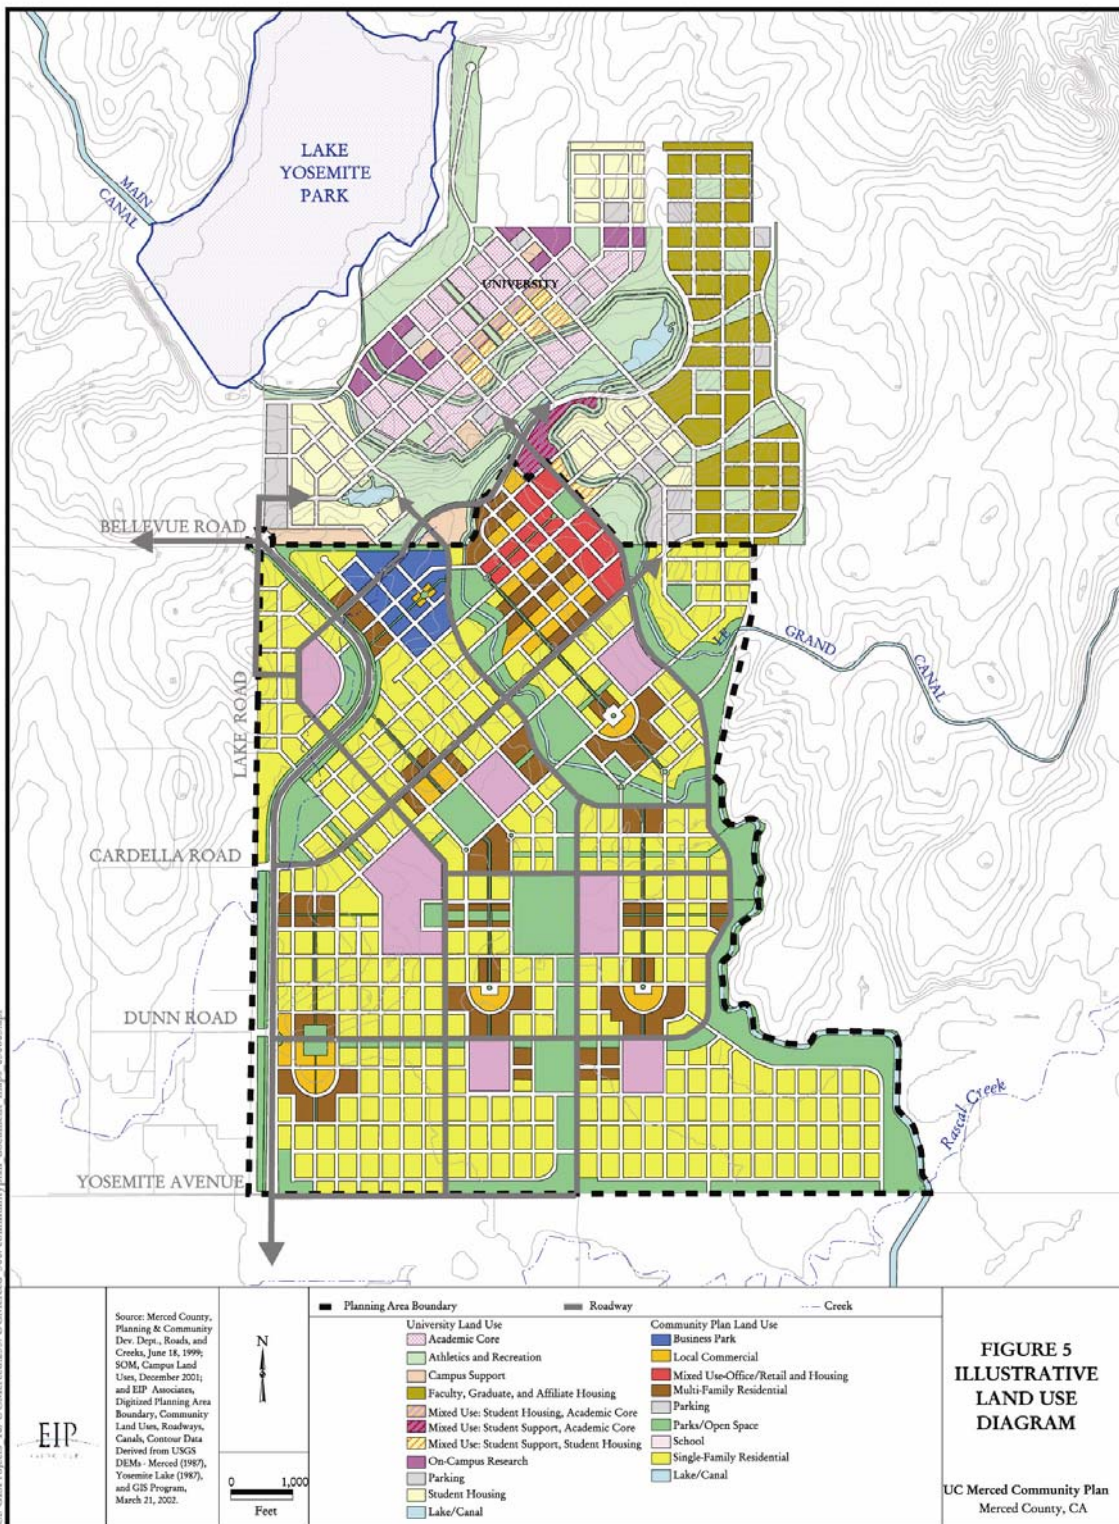 LAKE
YOSEMITE
PARK
MAIN
CANAL
UNIVERSITY
BELLEVUE ROAD
LE
GRAND
CANAL
LAKE ROAD
CARDELLA ROAD
DUNN ROAD
Rascal Creek
YOSEMITE AVENUE
EIP
Source: Merced County,
Planning & Community
Dev. Dept., Roads, and
Creeks, June 18, 1999;
SOM, Campus Land
Uses, December 2001;
and EIP Associates,
Digitized Planning Area
Boundary, Community
Land Uses, Roadways,
Canals, Contour Data
Derived from USGS
DEMs - Merced (1987),
Yosemite Lake (1987),
and GIS Program,
March 21, 2002.
N
0 1,000
Feet
Planning Area Boundary
Roadway
Creek
University Land Use
Academic Core
Athletics and Recreation
Campus Support
Faculty, Graduate, and Affiliate Housing
Mixed Use: Student Housing, Academic Core
Mixed Use: Student Support, Academic Core
Mixed Use: Student Support, Student Housing
On-Campus Research
Parking
Student Housing
Lake/Canal
Community Plan Land Use
Business Park
Local Commercial
Mixed Use-Office/Retail and Housing
Multi-Family Residential
Parking
Parks/Open Space
School
Single-Family Residential
Lake/Canal
FIGURE 5
ILLUSTRATIVE
LAND USE
DIAGRAM
UC Merced Community Plan
Merced County, CA